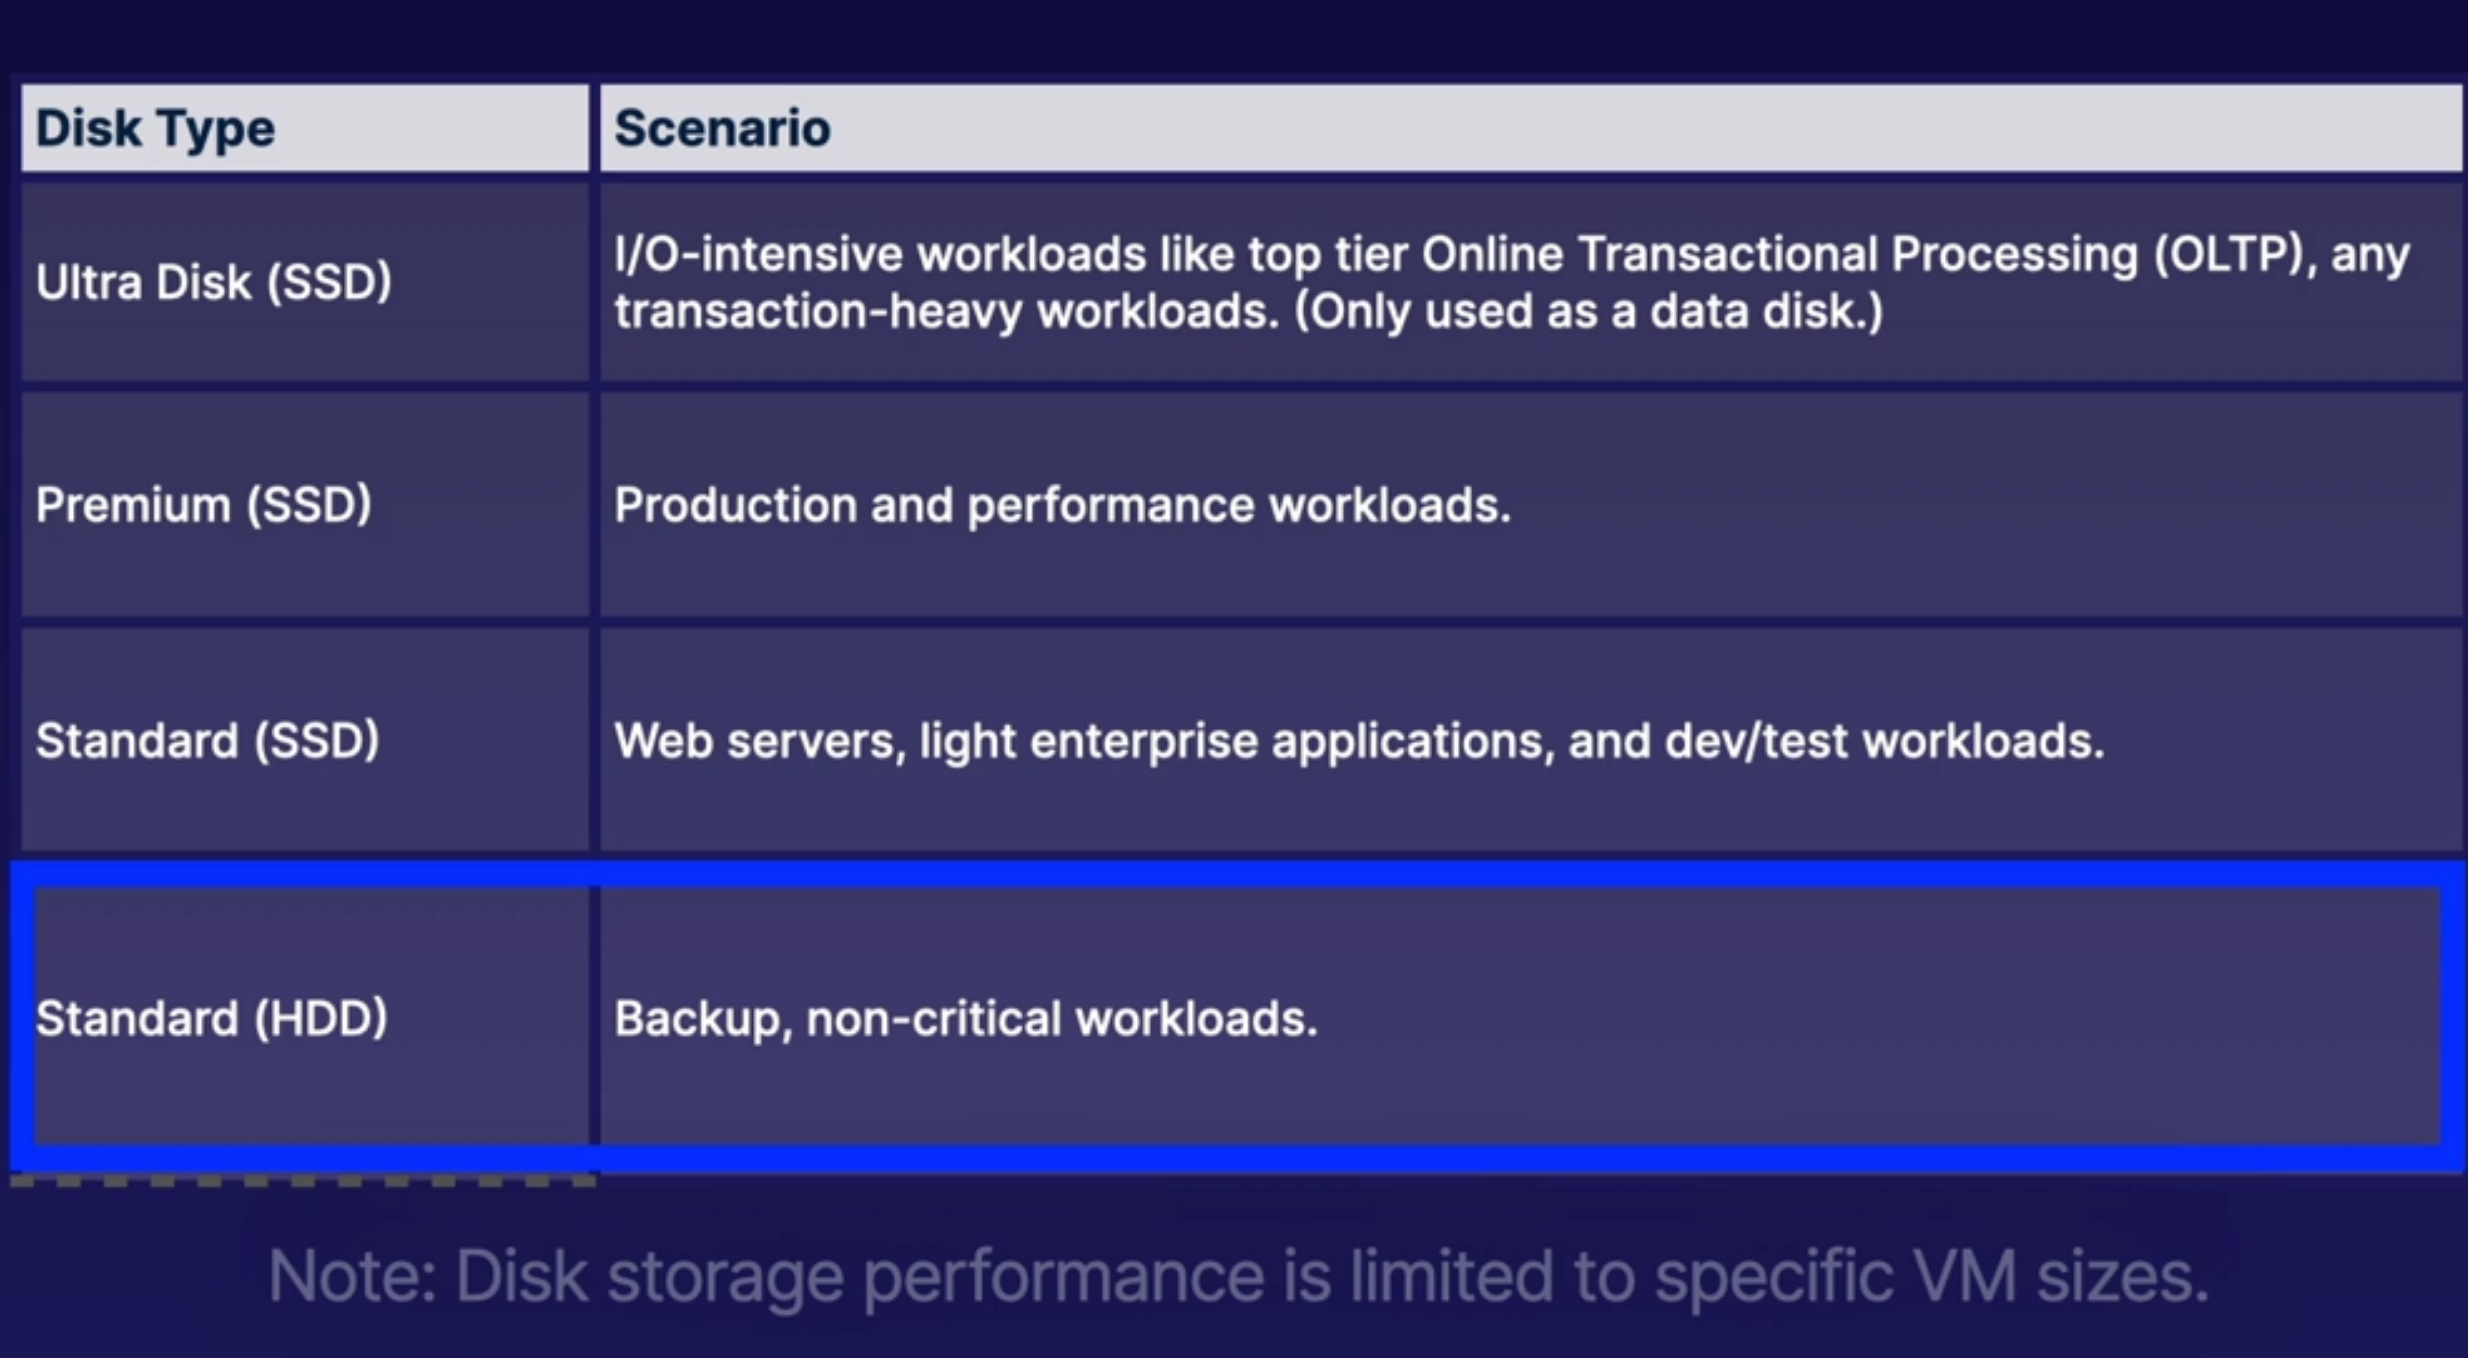 Disk Type
Scenario
Ultra Disk (SSD)
I/O-intensive workloads like top tier Online Transactional Processing (OLTP), any
transaction-heavy workloads. (Only used as a data disk.)
Premium (SSD)
Production and performance workloads.
Standard (SSD)
Web servers, light enterprise applications, and dev/test workloads.
Standard (HDD)
Backup, non-critical workloads.
Note: Disk storage performance is limited to specific VM sizes.